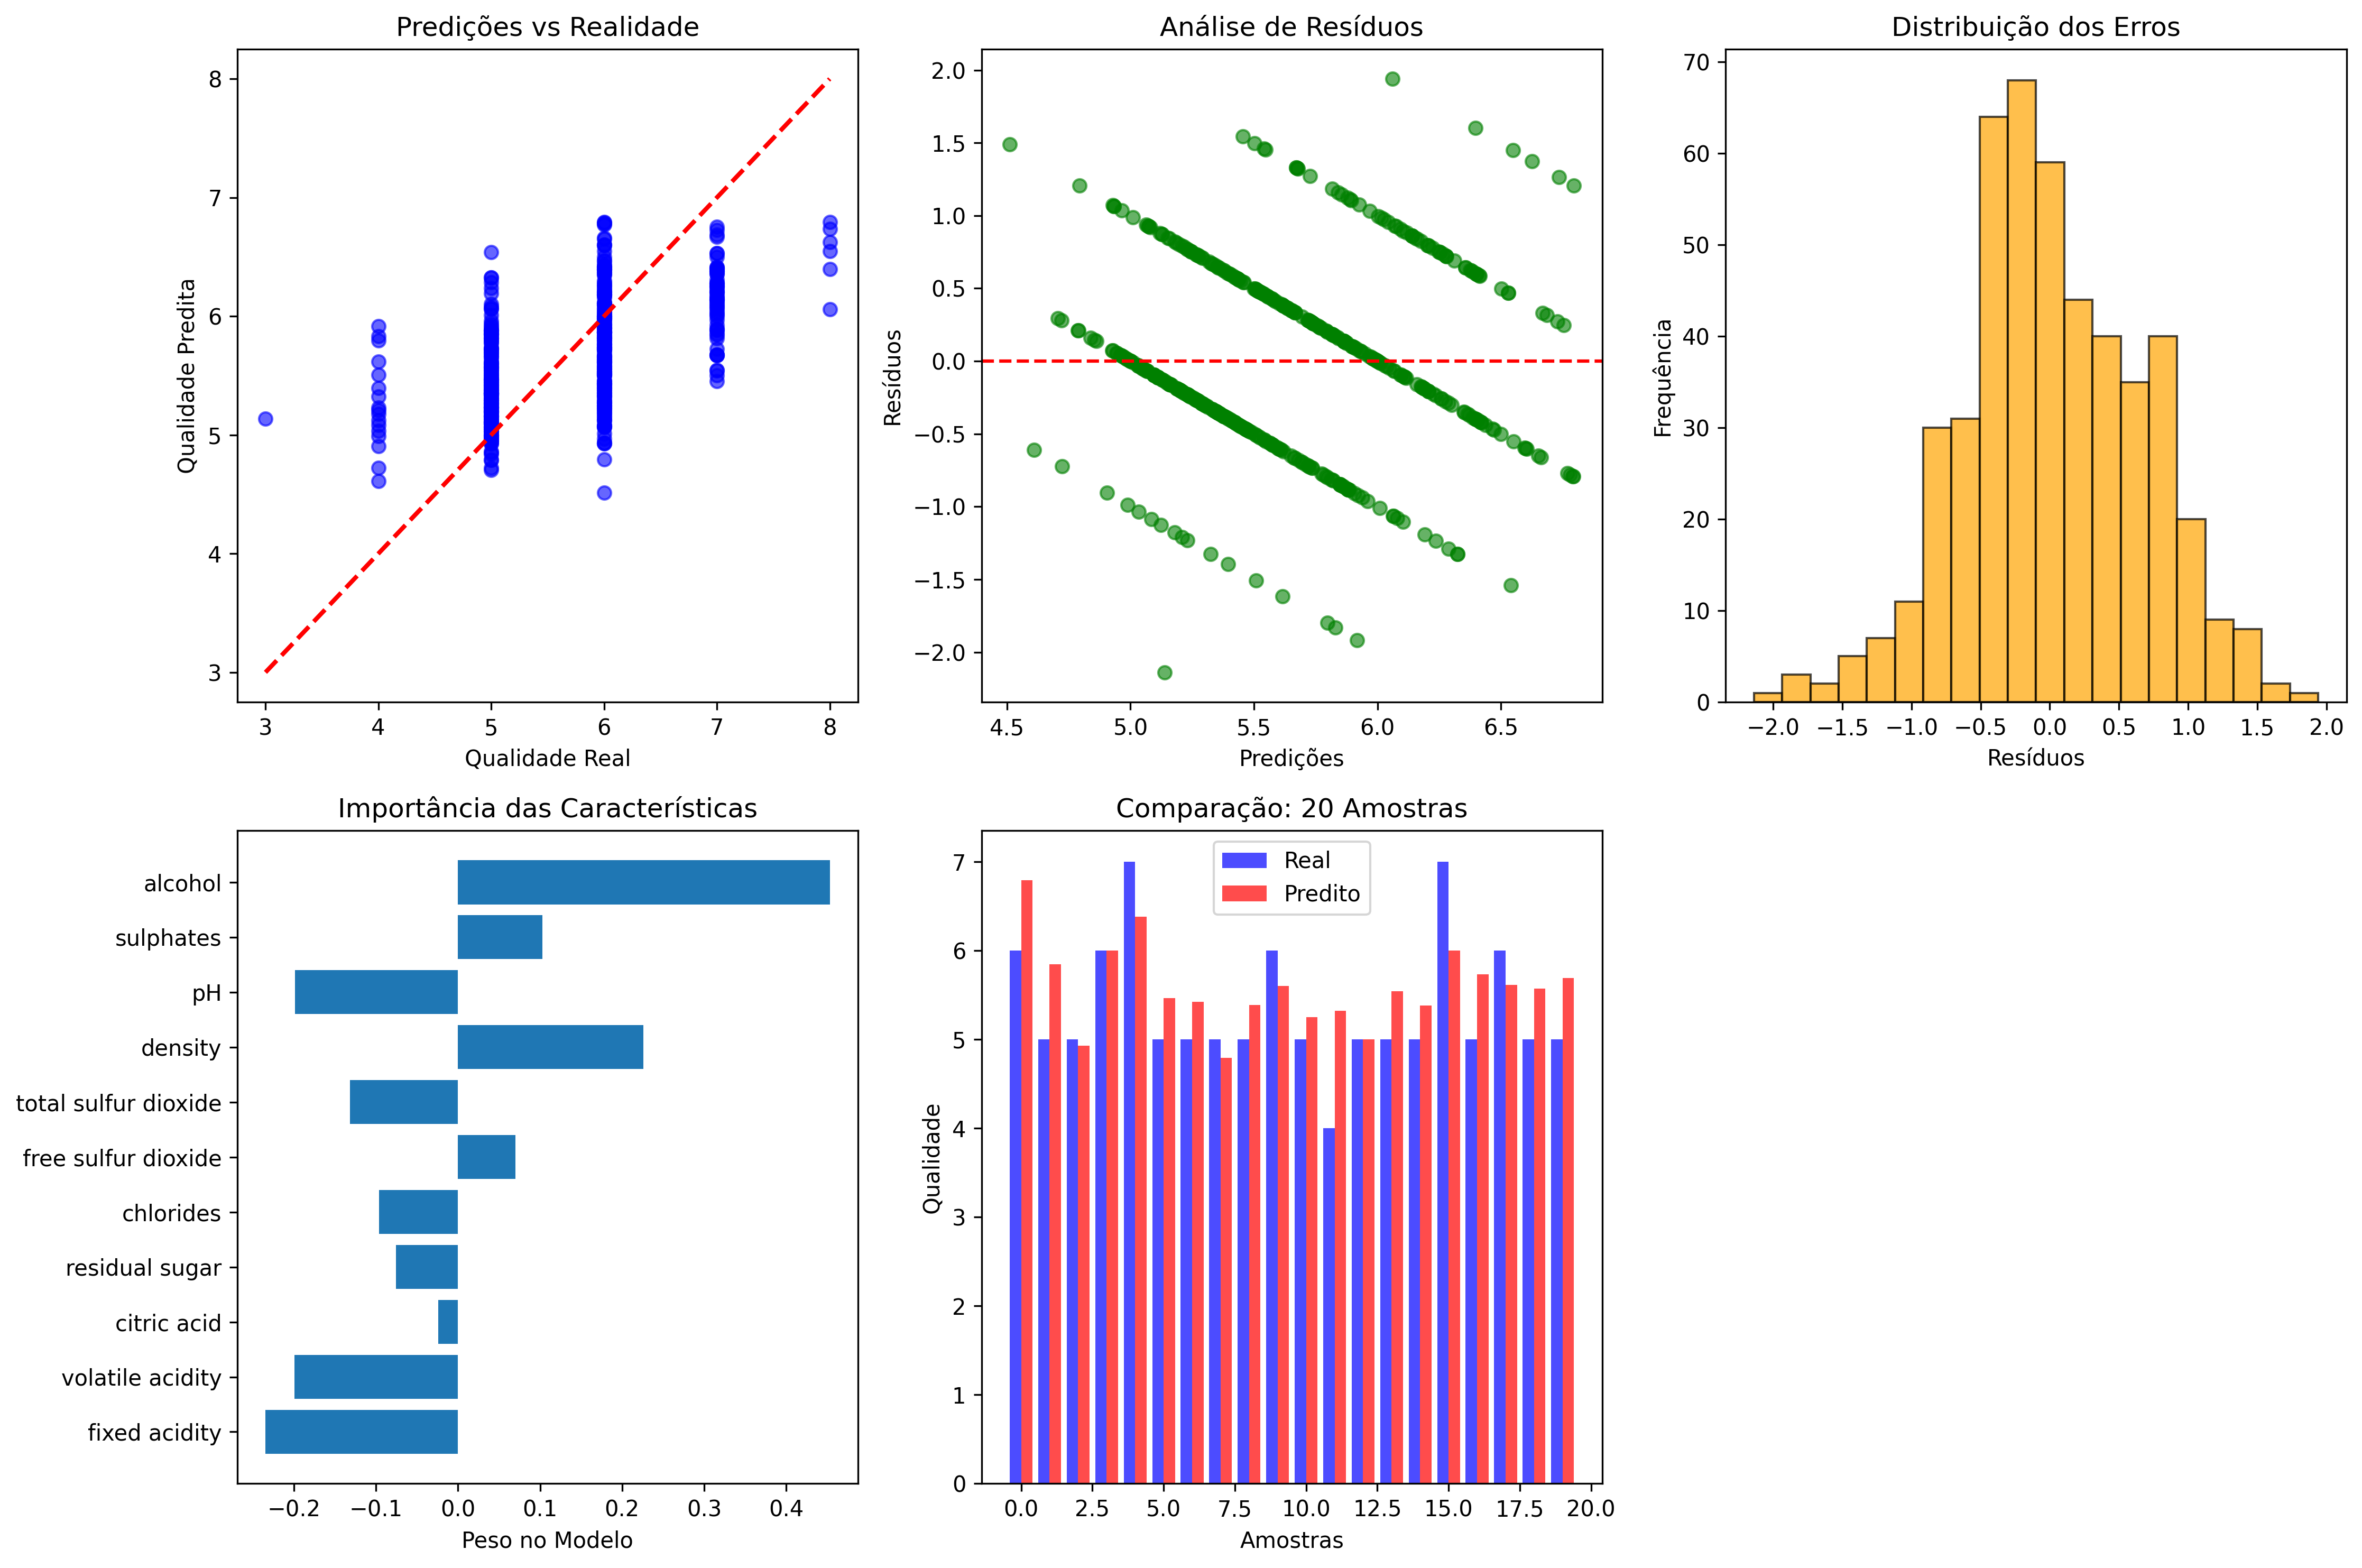 Predições vs Realidade
Qualidade Predita
8
7
6
5
4
3
3 4 5 6 7 8
Qualidade Real
Análise de Resíduos
Resíduos
2.0
1.5
1.0
0.5
0.0
−0.5
−1.0
−1.5
−2.0
4.5 5.0 5.5 6.0 6.5
Predições
Distribuição dos Erros
Frequência
70
60
50
40
30
20
10
0
−2.0 −1.5 −1.0 −0.5 0.0 0.5 1.0 1.5 2.0
Resíduos
Importância das Características
alcohol
sulphates
pH
density
total sulfur dioxide
free sulfur dioxide
chlorides
residual sugar
citric acid
volatile acidity
fixed acidity
−0.2 −0.1 0.0 0.1 0.2 0.3 0.4
Peso no Modelo
Comparação: 20 Amostras
Real
Predito
Qualidade
7
6
5
4
3
2
1
0
0.0 2.5 5.0 7.5 10.0 12.5 15.0 17.5 20.0
Amostras